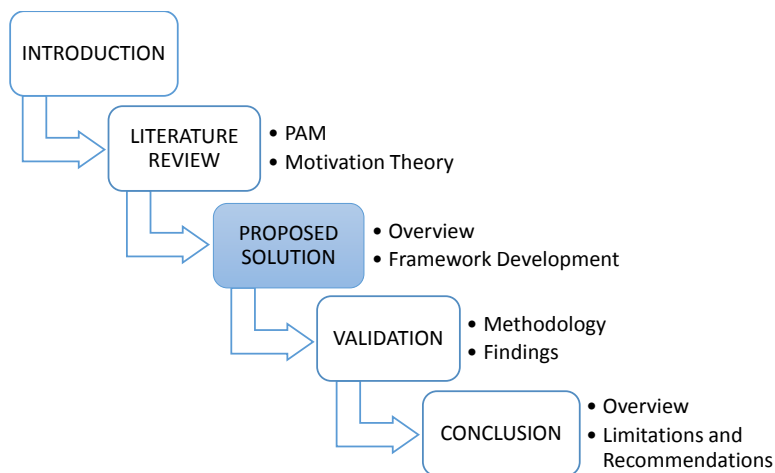 INTRODUCTION
LITERATURE
REVIEW
• PAM
• Motivation Theory
PROPOSED
SOLUTION
• Overview
• Framework Development
VALIDATION
• Methodology
• Findings
CONCLUSION
• Overview
• Limitations and
Recommendations